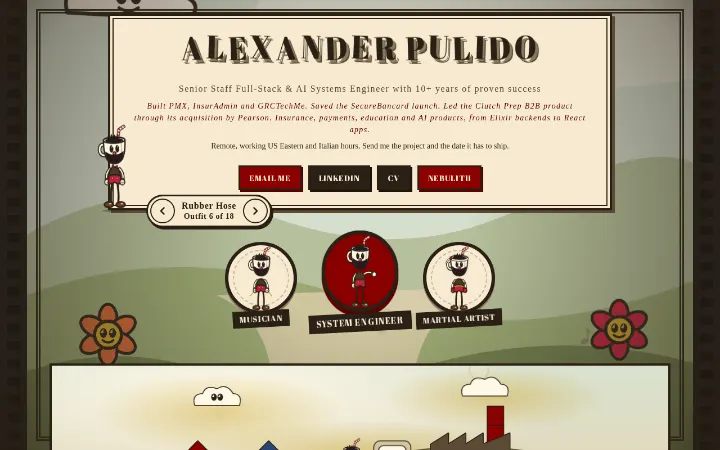 ALEXANDER PULIDO
Senior Staff Full-Stack & AI Systems Engineer with 10+ years of proven success
Built PMX, InsurAdmin and GRCTechMe. Saved the SecureBancard launch. Led the Clutch Prep B2B product
through its acquisition by Pearson. Insurance, payments, education and AI products, from Elixir backends to React
apps.
Remote, working US Eastern and Italian hours. Send me the project and the date it has to ship.
EMAIL ME
LINKEDIN
CV
NEBULITH
Rubber Hose
Outfit 6 of 18
MUSICIAN
SYSTEM ENGINEER
MARTIAL ARTIST